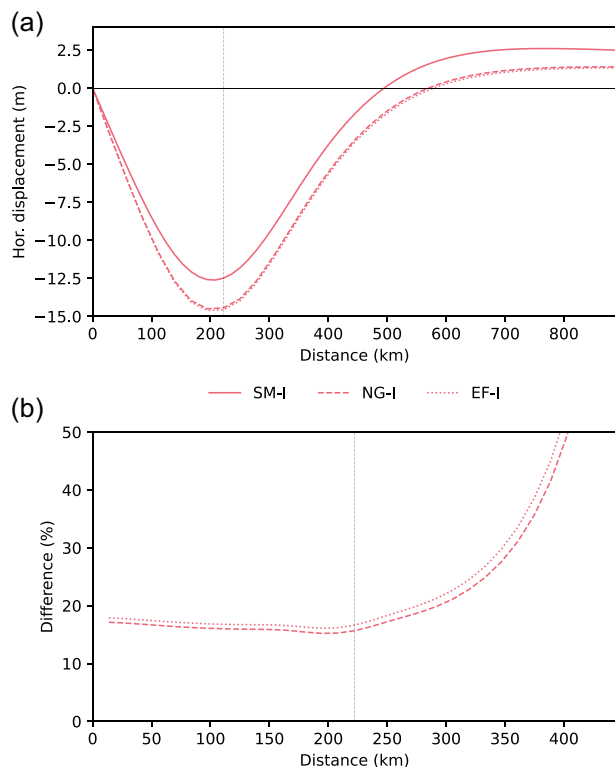 (a)
Hor. displacement (m)
2.5
0.0
−2.5
−5.0
−7.5
−10.0
−12.5
−15.0
0 100 200 300 400 500 600 700 800
Distance (km)
SM-I NG-I EF-I
(b)
Difference (%)
50
40
30
20
10
0
0 50 100 150 200 250 300 350 400
Distance (km)